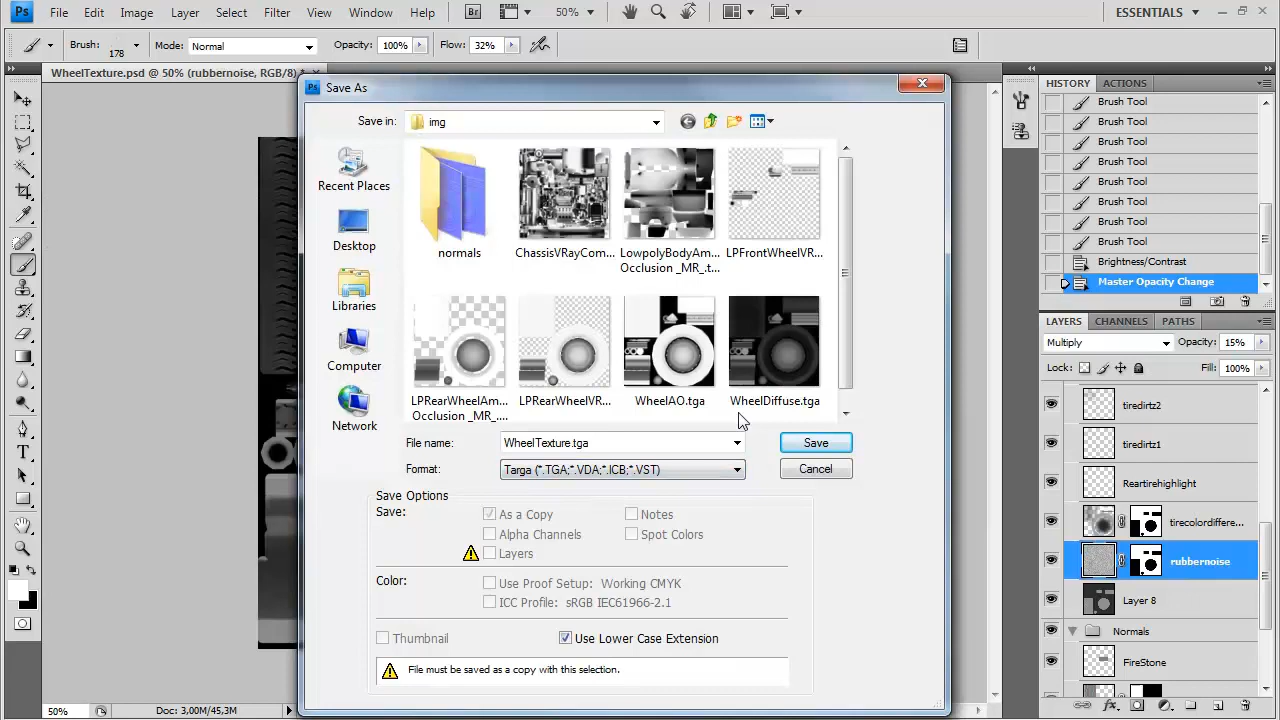 Ps File Edit Image Layer Select Filter View Window Help Br 50% ESSENTIALS
Brush: 178 Mode: Normal Opacity: 100% Flow: 32%
WheelTexture.psd @ 50% (rubbernoise, RGB/8)
Ps Save As
Save in: img
Recent Places
Desktop
Libraries
Computer
Network
normals
ChassisVRayCom...
LowpolyBodyAm...
Occlusion _MR_.t...
LPFrontWheelVR...
LPRearWheelAm...
Occlusion _MR_....
LPRearWheelVR...
WheelAO.tga
WheelDiffuse.tga
File name: WheelTexture.tga Save
Format: Targa (*.TGA;*.VDA;*.ICB;*.VST) Cancel
Save Options
Save: As a Copy Notes
Alpha Channels Spot Colors
Layers
Color: Use Proof Setup: Working CMYK
ICC Profile: sRGB IEC61966-2.1
Thumbnail Use Lower Case Extension
File must be saved as a copy with this selection.
HISTORY ACTIONS
Brush Tool
Brush Tool
Brush Tool
Brush Tool
Brush Tool
Brush Tool
Brush Tool
Brush Tool
Brightness/Contrast
Master Opacity Change
LAYERS CHANNELS PATHS
Multiply Opacity: 15%
Lock: Fill: 100%
tiredirtz2
tiredirtz1
Reartirehighlight
tirecolordiffere...
rubbernoise
Layer 8
Normals
FireStone
50% Doc: 3,00M/45,3M